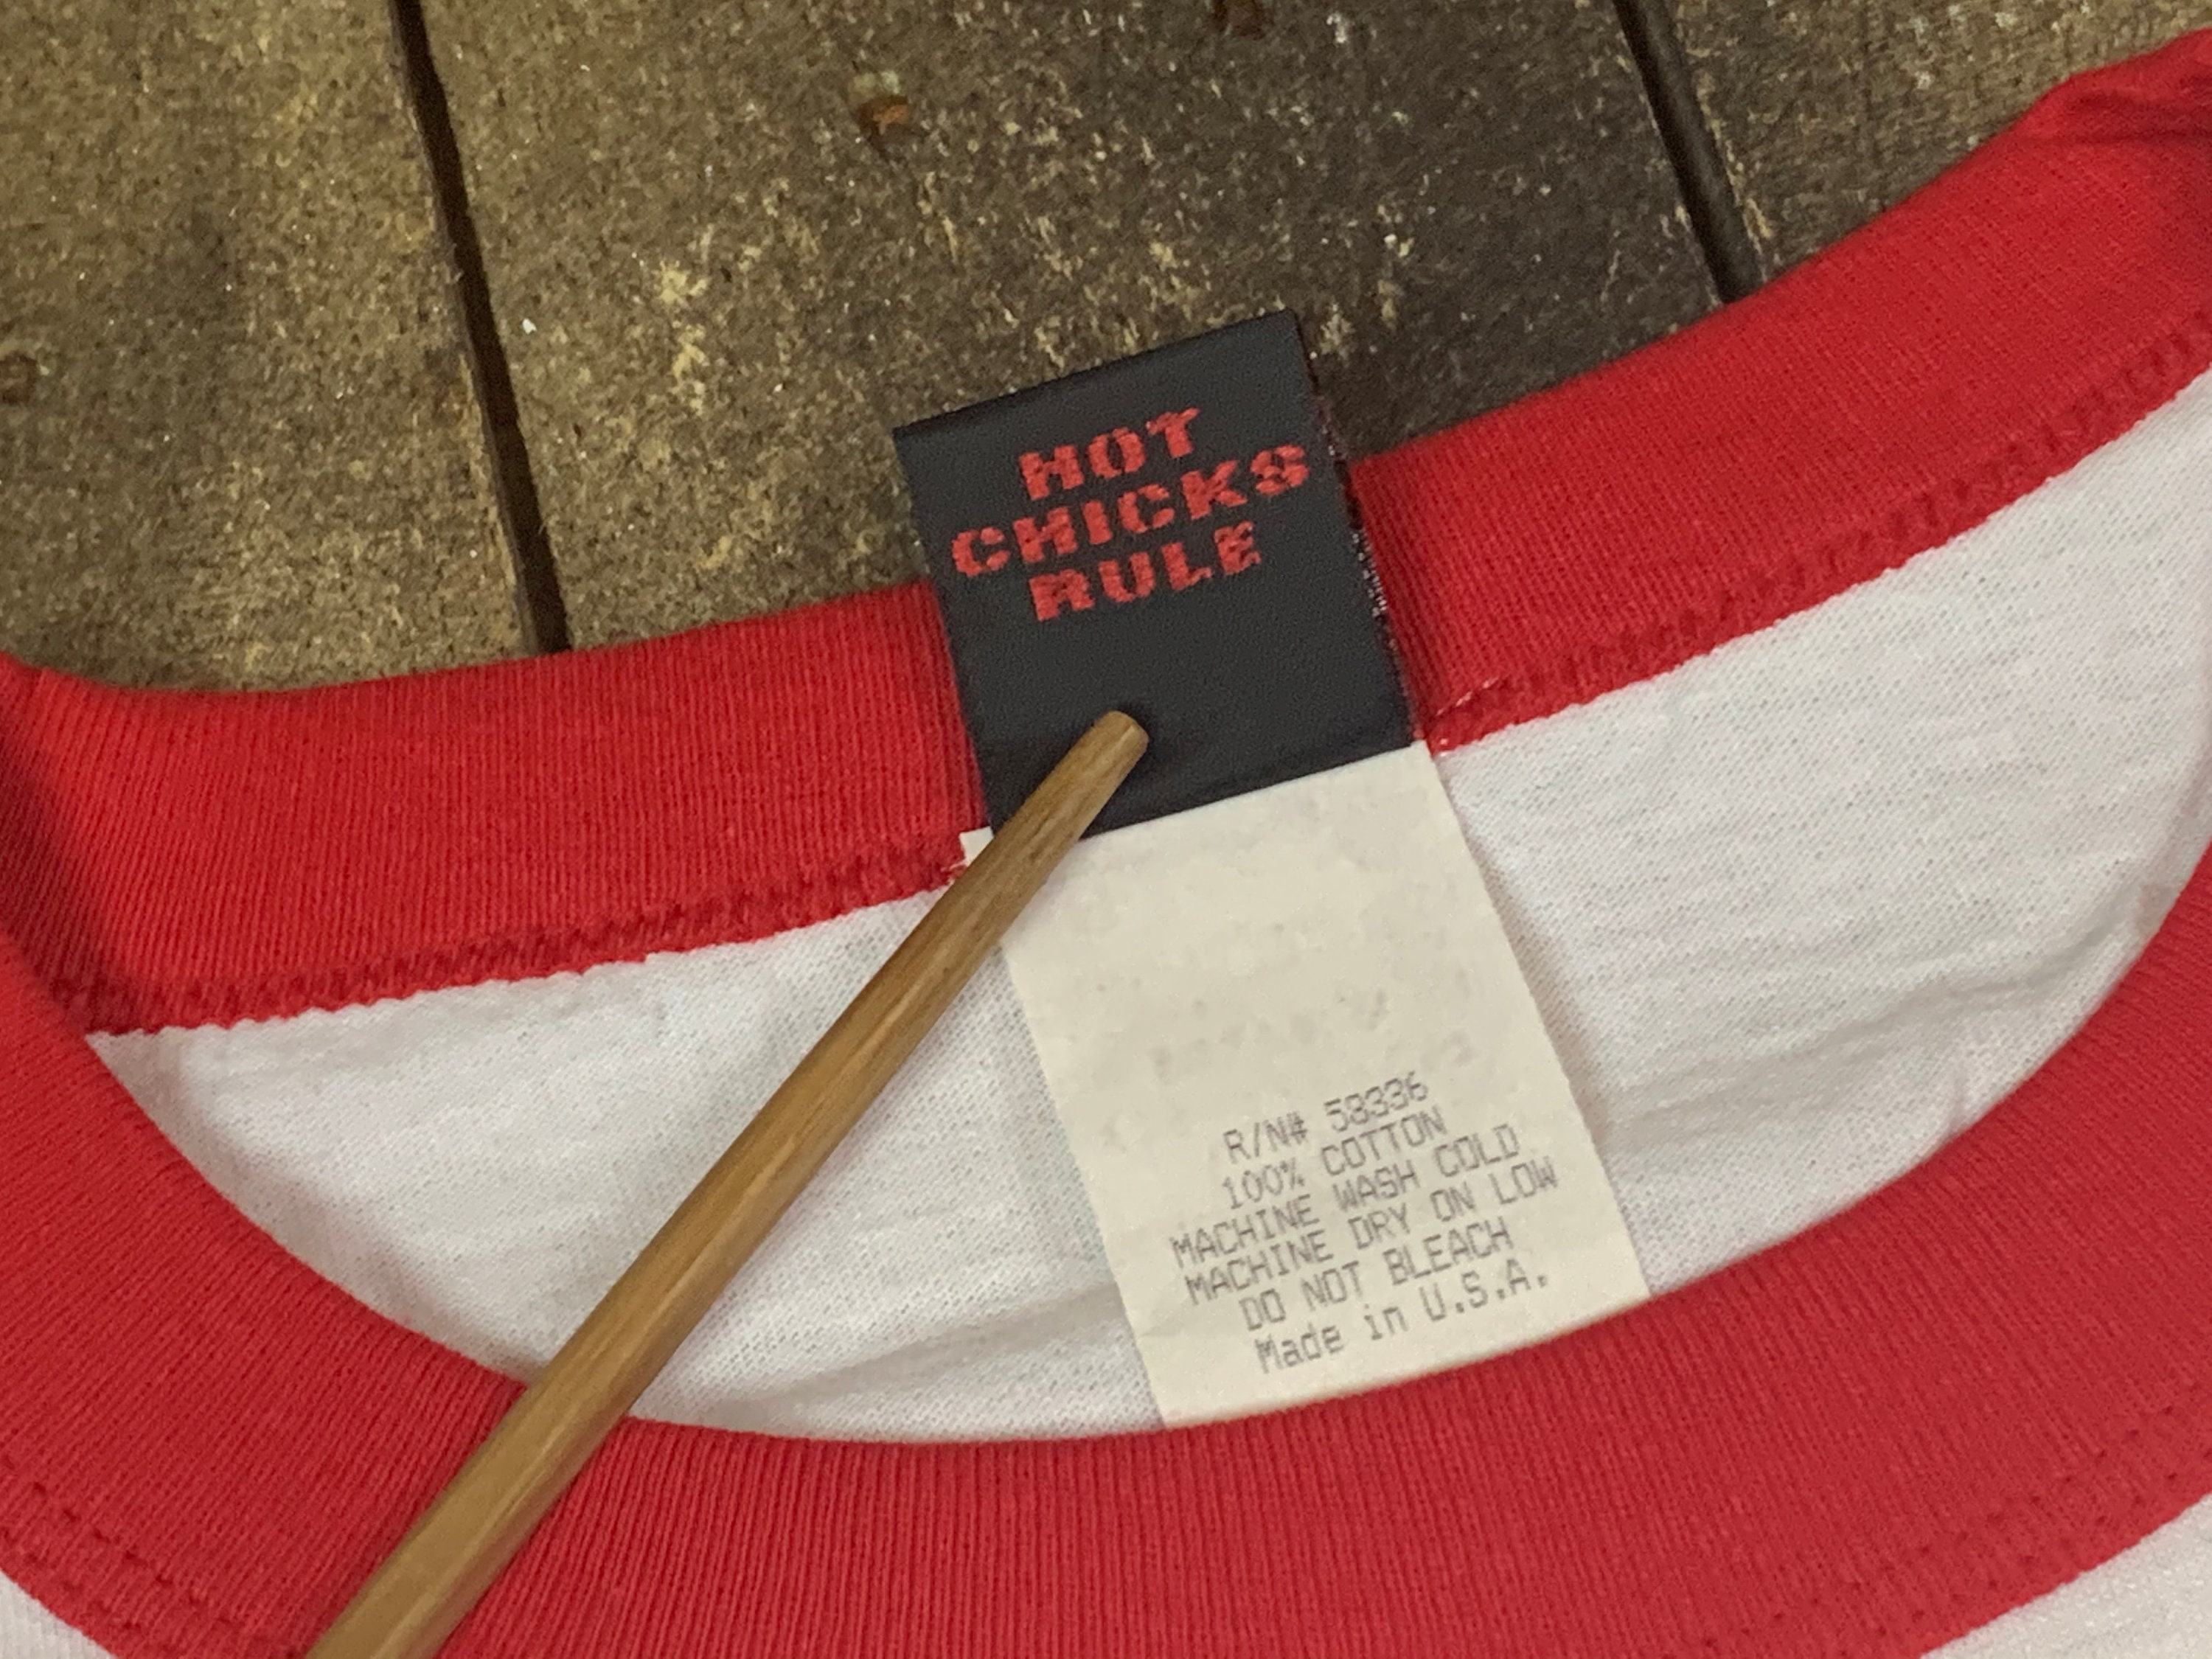 HOT
CHICKS
RULE
R/N# 58336
100% COTTON
MACHINE WASH COLD
MACHINE DRY ON LOW
DO NOT BLEACH
Made in U.S.A.